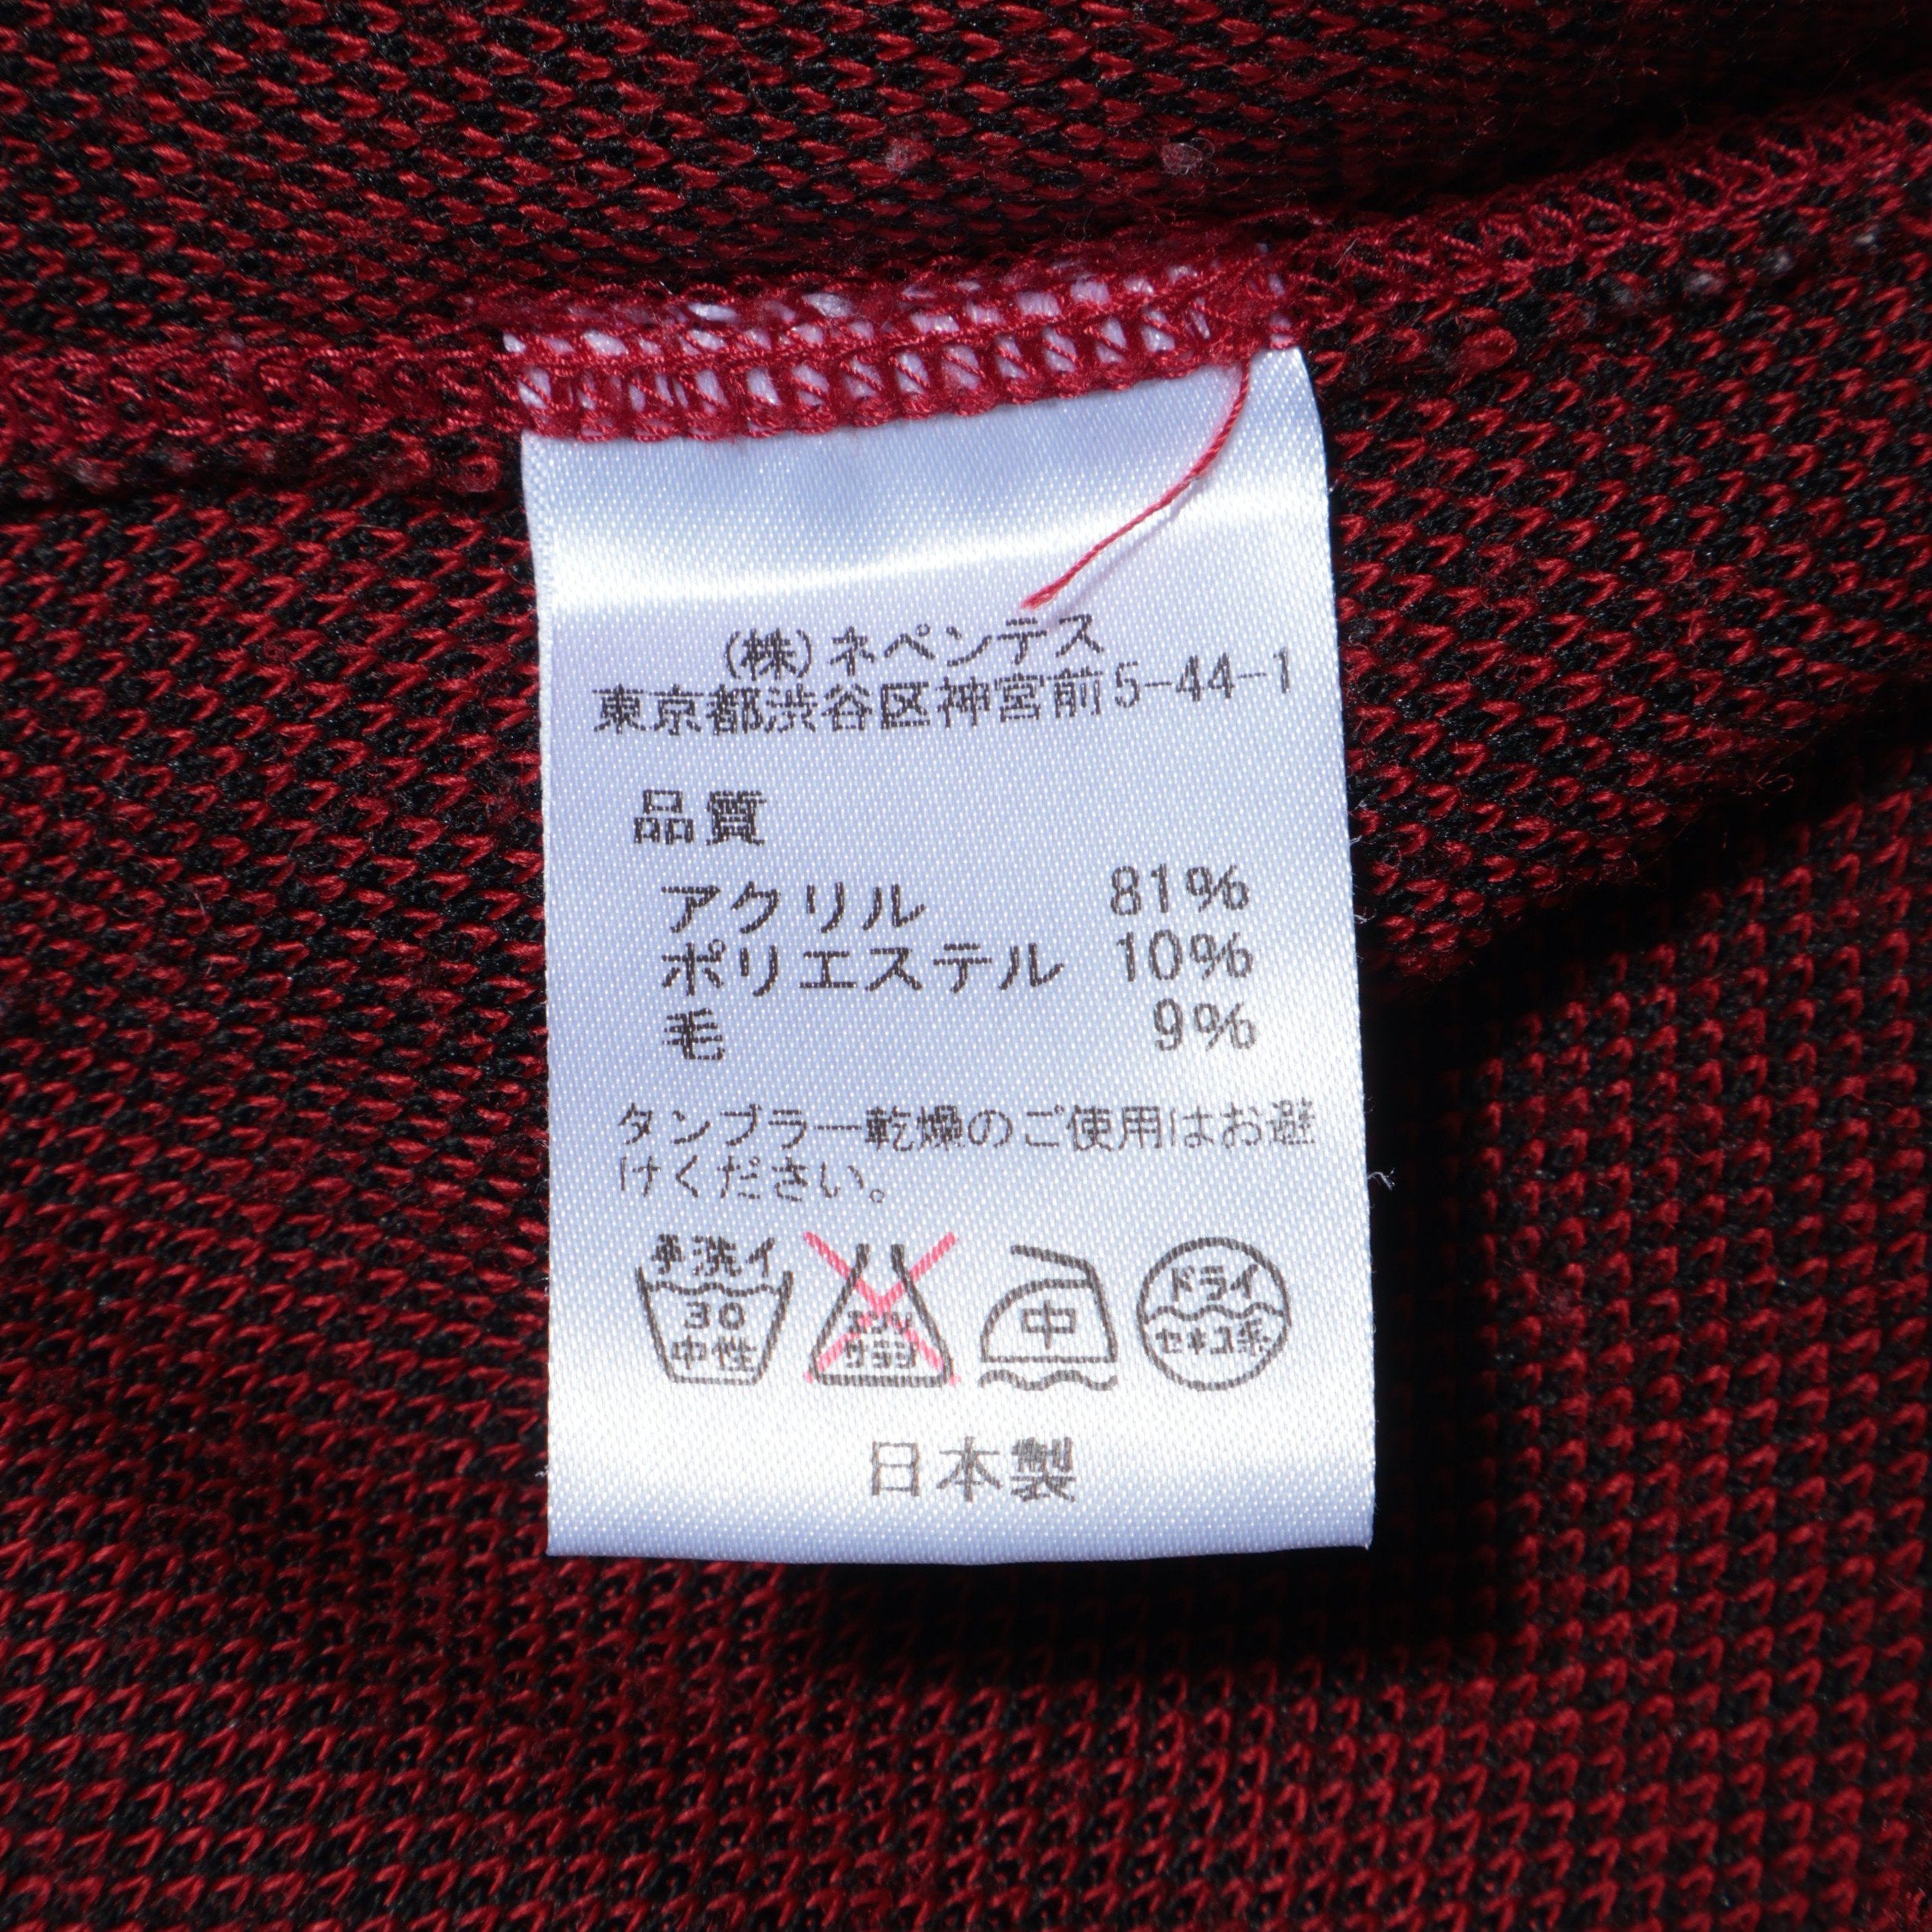 (株)ネペンテス
東京都渋谷区神宮前5-44-1
品質
アクリル 81%
ポリエステル 10%
毛 9%
タンブラー乾燥のご使用はお避
けください。
手洗イ
30
中性
中
ドライ
セキユ系
日本製